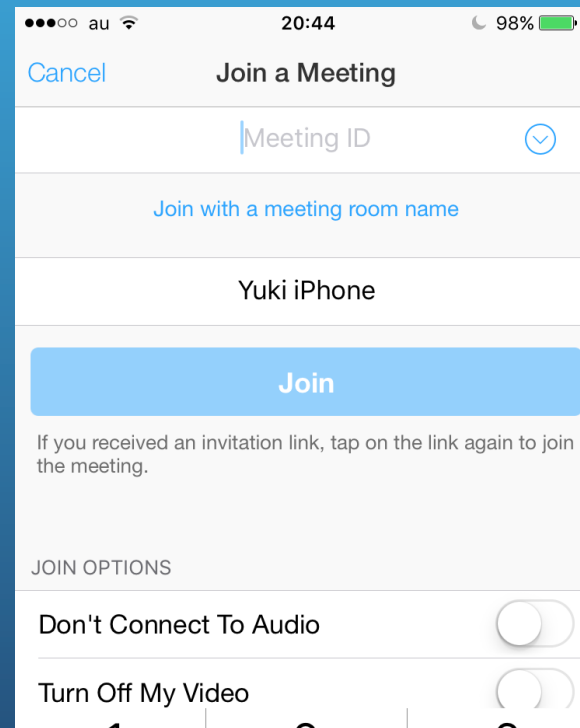 au 20:44 98%
Cancel Join a Meeting
Meeting ID
Join with a meeting room name
Yuki iPhone
Join
If you received an invitation link, tap on the link again to join
the meeting.
JOIN OPTIONS
Don't Connect To Audio
Turn Off My Video